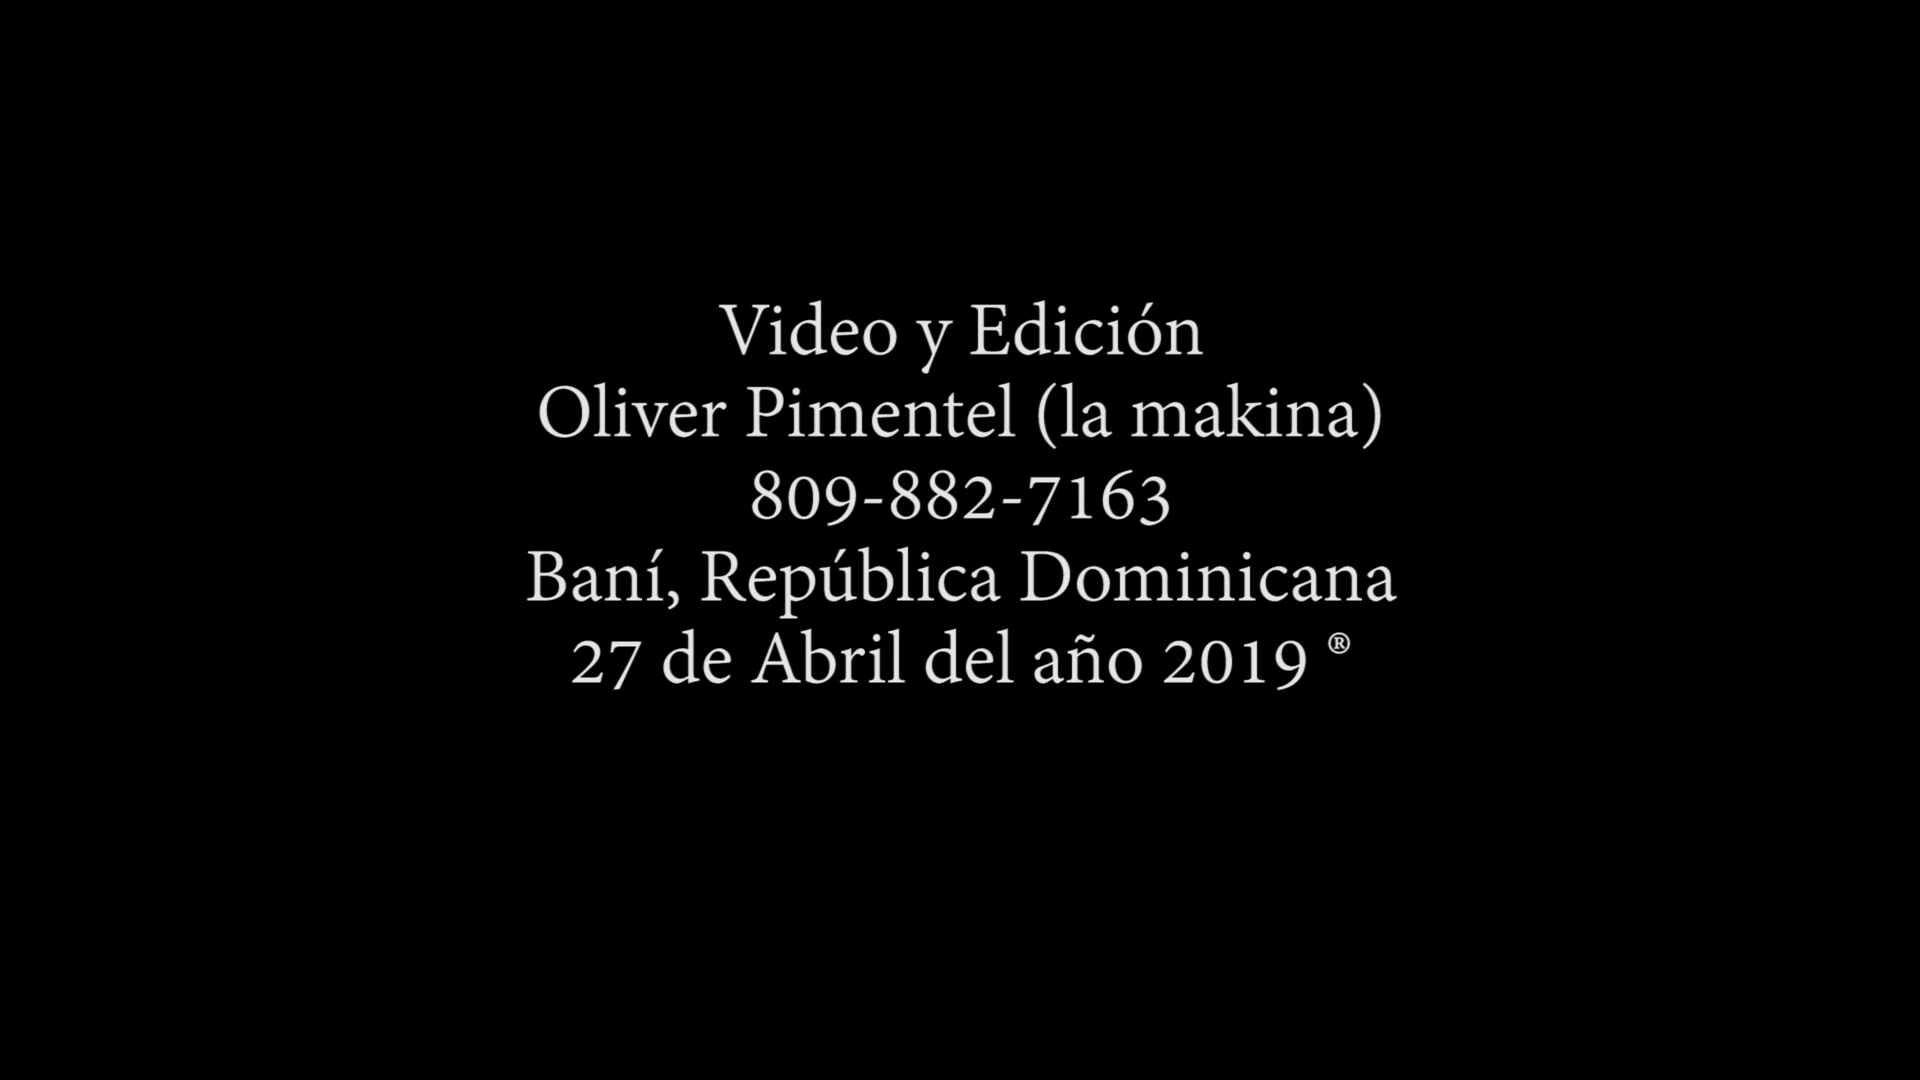 Video y Edición
Oliver Pimentel (la makina)
809-882-7163
Baní, República Dominicana
27 de Abril del año 2019 ®